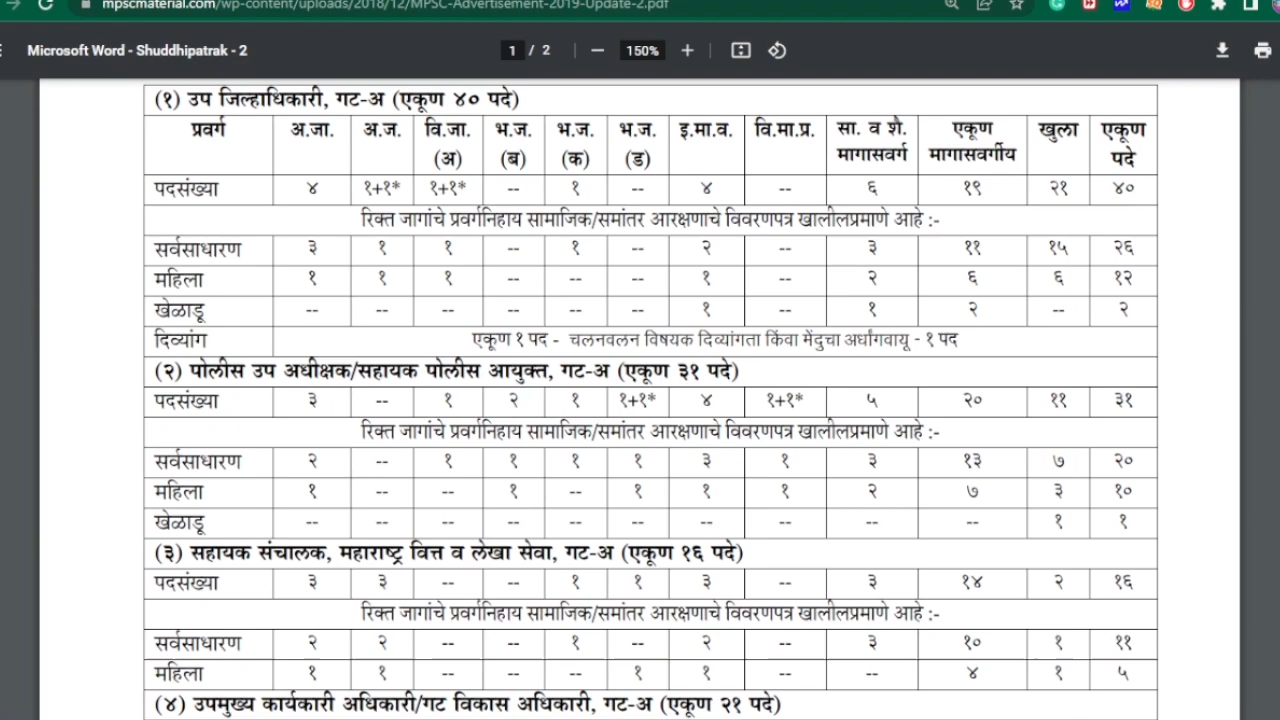 mpscmaterial.com/wp-content/uploads/2018/12/MPSC-Advertisement-2019-Update-2.pdf
Microsoft Word - Shuddhipatrak - 2 1 / 2 150%
(१) उप जिल्हाधिकारी, गट-अ (एकूण ४० पदे)
प्रवर्ग अ.जा. अ.ज. वि.जा. (अ) भ.ज. (ब) भ.ज. (क) भ.ज. (ड) इ.मा.व. वि.मा.प्र. सा. व शै. मागासवर्ग एकूण मागासवर्गीय खुला एकूण पदे
पदसंख्या ४ १+१* १+१* -- १ -- ४ -- ६ १९ २१ ४०
रिक्त जागांचे प्रवर्गनिहाय सामाजिक/समांतर आरक्षणाचे विवरणपत्र खालीलप्रमाणे आहे :-
सर्वसाधारण ३ १ १ -- १ -- २ -- ३ ११ १५ २६
महिला १ १ १ -- -- -- १ -- २ ६ ६ १२
खेळाडू -- -- -- -- -- -- १ -- १ २ -- २
दिव्यांग एकूण १ पद - चलनवलन विषयक दिव्यांगता किंवा मेंदुचा अर्धांगवायू - १ पद
(२) पोलीस उप अधीक्षक/सहायक पोलीस आयुक्त, गट-अ (एकूण ३१ पदे)
पदसंख्या ३ -- १ २ १ १+१* ४ १+१* ५ २० ११ ३१
रिक्त जागांचे प्रवर्गनिहाय सामाजिक/समांतर आरक्षणाचे विवरणपत्र खालीलप्रमाणे आहे :-
सर्वसाधारण २ -- १ १ १ १ ३ १ ३ १३ ७ २०
महिला १ -- -- १ -- १ १ १ २ ७ ३ १०
खेळाडू -- -- -- -- -- -- -- -- -- -- १ १
(३) सहायक संचालक, महाराष्ट्र वित्त व लेखा सेवा, गट-अ (एकूण १६ पदे)
पदसंख्या ३ ३ -- -- १ १ ३ -- ३ १४ २ १६
रिक्त जागांचे प्रवर्गनिहाय सामाजिक/समांतर आरक्षणाचे विवरणपत्र खालीलप्रमाणे आहे :-
सर्वसाधारण २ २ -- -- १ -- २ -- ३ १० १ ११
महिला १ १ -- -- -- १ १ -- -- ४ १ ५
(४) उपमुख्य कार्यकारी अधिकारी/गट विकास अधिकारी, गट-अ (एकूण २१ पदे)